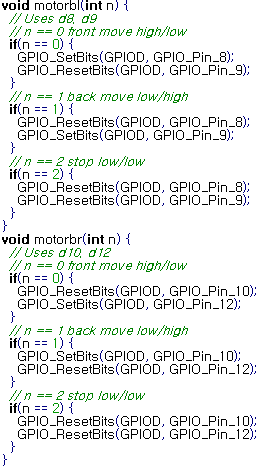 void motorbl(int n) {
  // Uses d8, d9
  // n == 0 front move high/low
  if(n == 0) {
    GPIO_SetBits(GPIOD, GPIO_Pin_8);
    GPIO_ResetBits(GPIOD, GPIO_Pin_9);
  }
  // n == 1 back move low/high
  if(n == 1) {
    GPIO_ResetBits(GPIOD, GPIO_Pin_8);
    GPIO_SetBits(GPIOD, GPIO_Pin_9);
  }
  // n == 2 stop low/low
  if(n == 2) {
    GPIO_ResetBits(GPIOD, GPIO_Pin_8);
    GPIO_ResetBits(GPIOD, GPIO_Pin_9);
  }
}
void motorbr(int n) {
  // Uses d10, d12
  // n == 0 front move high/low
  if(n == 0) {
    GPIO_ResetBits(GPIOD, GPIO_Pin_10);
    GPIO_SetBits(GPIOD, GPIO_Pin_12);
  }
  // n == 1 back move low/high
  if(n == 1) {
    GPIO_SetBits(GPIOD, GPIO_Pin_10);
    GPIO_ResetBits(GPIOD, GPIO_Pin_12);
  }
  // n == 2 stop low/low
  if(n == 2) {
    GPIO_ResetBits(GPIOD, GPIO_Pin_10);
    GPIO_ResetBits(GPIOD, GPIO_Pin_12);
  }
}